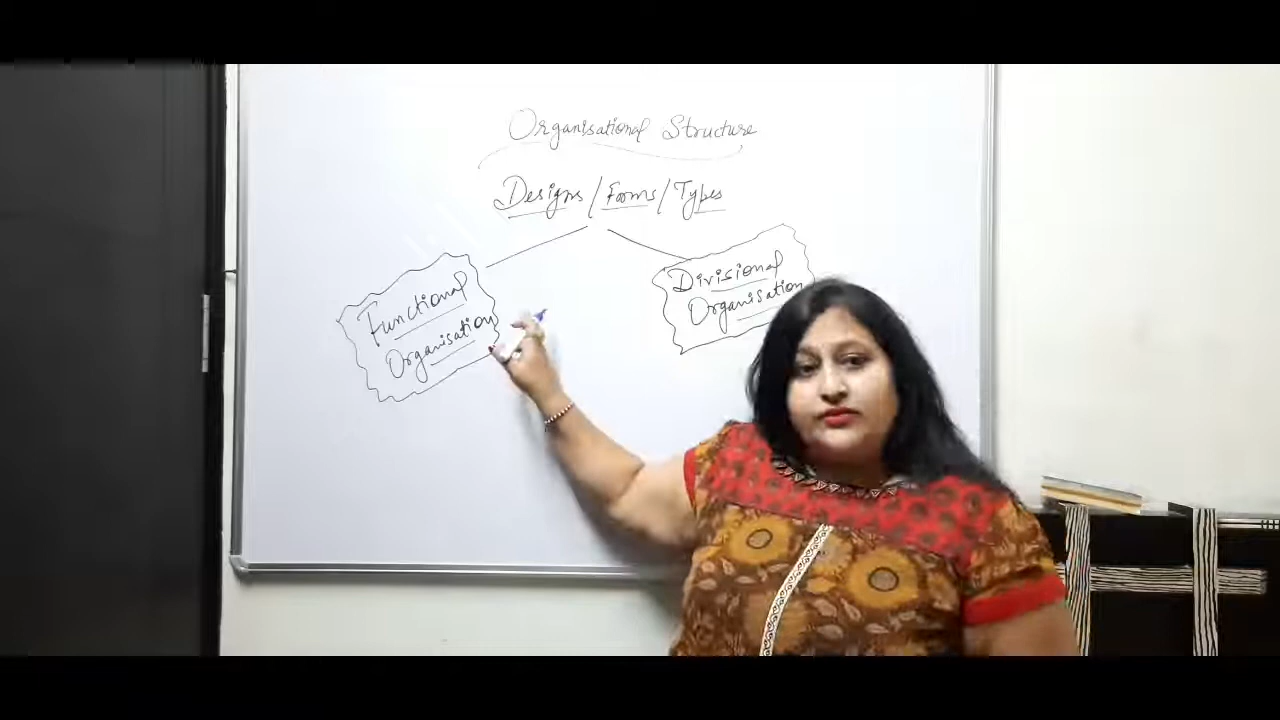 Organisational Structure
Designs/Forms/Types
Functional
Organisation
Divisional
Organisation